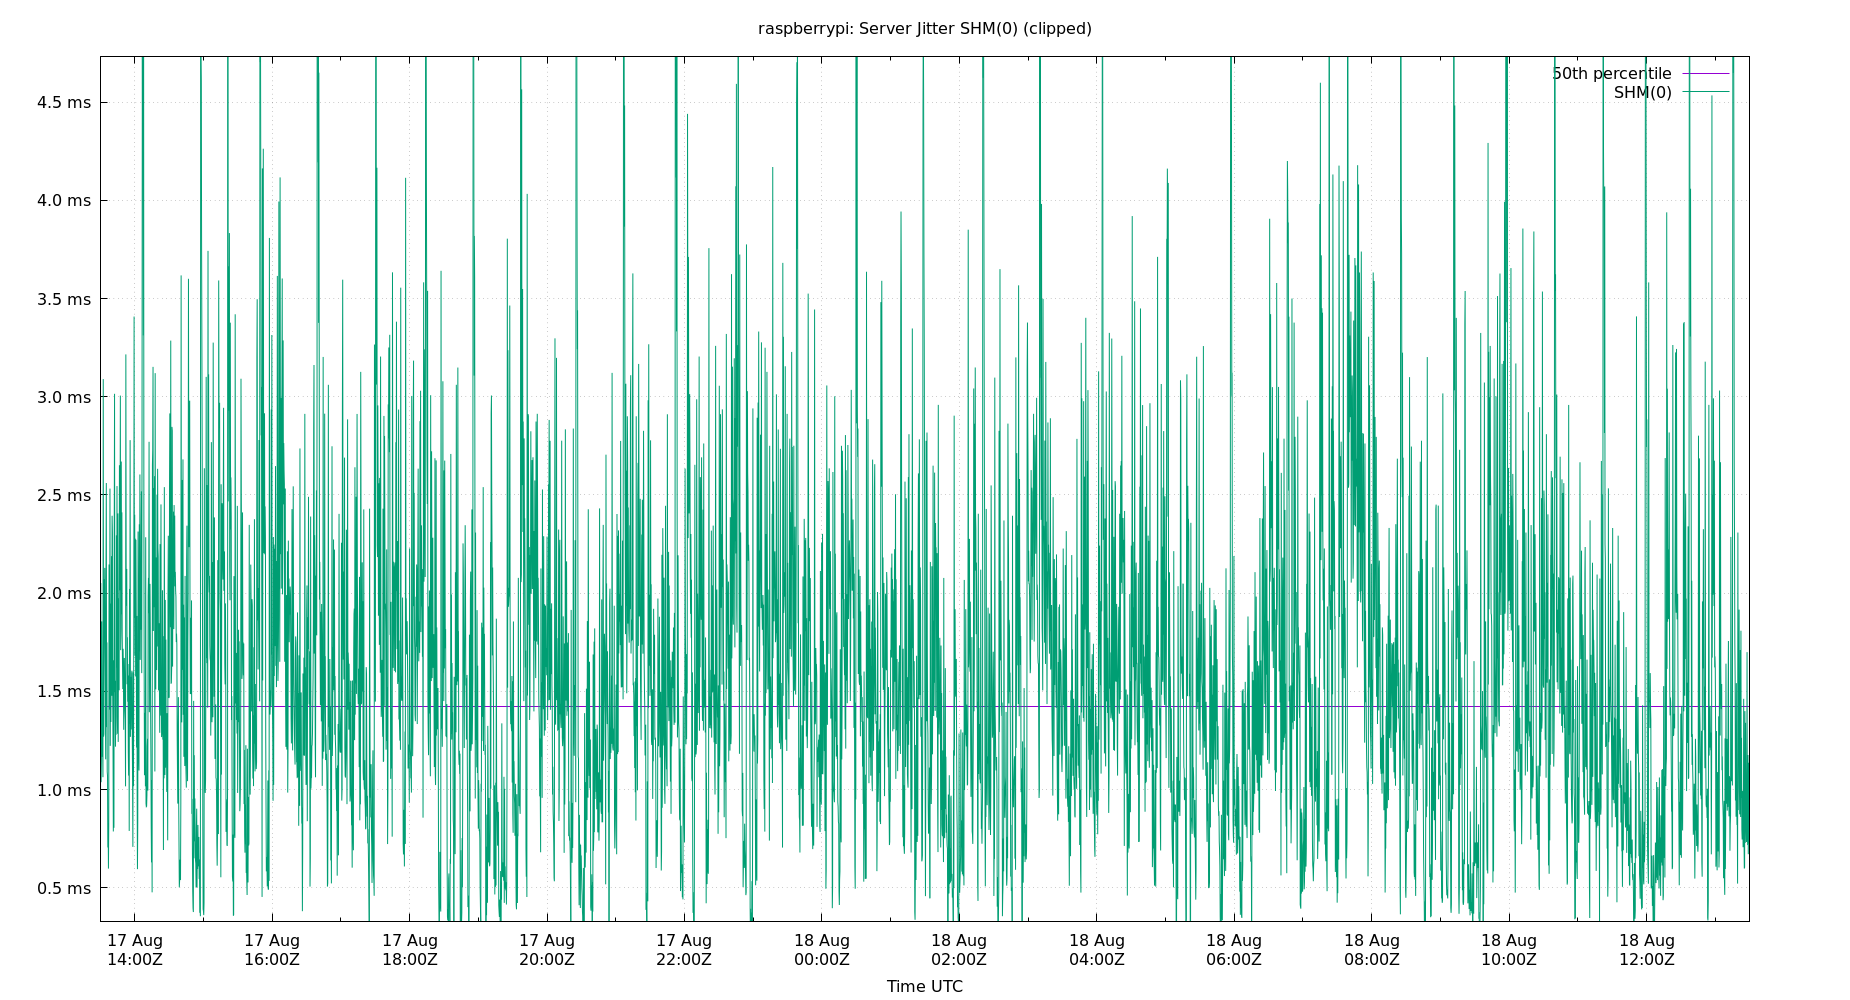 raspberrypi: Server Jitter SHM(0) (clipped)
50th percentile
SHM(0)
4.5 ms
4.0 ms
3.5 ms
3.0 ms
2.5 ms
2.0 ms
1.5 ms
1.0 ms
0.5 ms
17 Aug 17 Aug 17 Aug 17 Aug 17 Aug 18 Aug 18 Aug 18 Aug 18 Aug 18 Aug 18 Aug 18 Aug
14:00Z 16:00Z 18:00Z 20:00Z 22:00Z 00:00Z 02:00Z 04:00Z 06:00Z 08:00Z 10:00Z 12:00Z
Time UTC